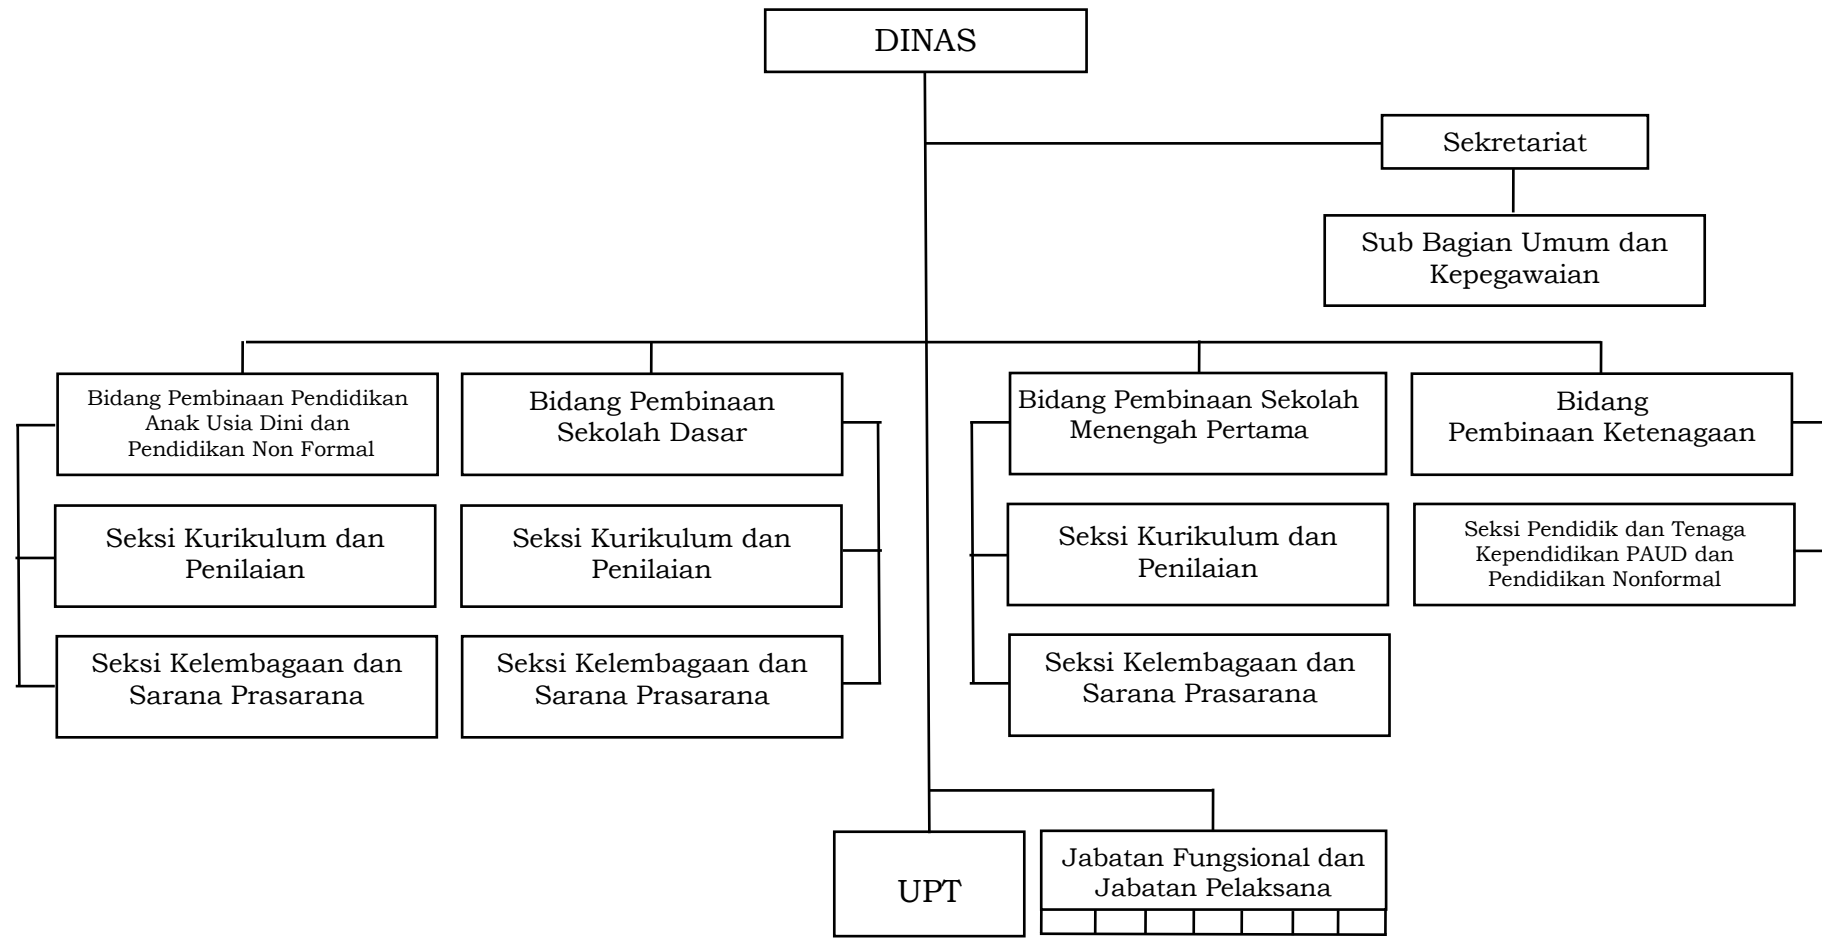 DINAS
Sekretariat
Sub Bagian Umum dan
Kepegawaian
Bidang Pembinaan Pendidikan
Anak Usia Dini dan
Pendidikan Non Formal
Bidang Pembinaan
Sekolah Dasar
Bidang Pembinaan Sekolah
Menengah Pertama
Bidang
Pembinaan Ketenagaan
Seksi Kurikulum dan
Penilaian
Seksi Kurikulum dan
Penilaian
Seksi Kurikulum dan
Penilaian
Seksi Pendidik dan Tenaga
Kependidikan PAUD dan
Pendidikan Nonformal
Seksi Kelembagaan dan
Sarana Prasarana
Seksi Kelembagaan dan
Sarana Prasarana
Seksi Kelembagaan dan
Sarana Prasarana
UPT
Jabatan Fungsional dan
Jabatan Pelaksana